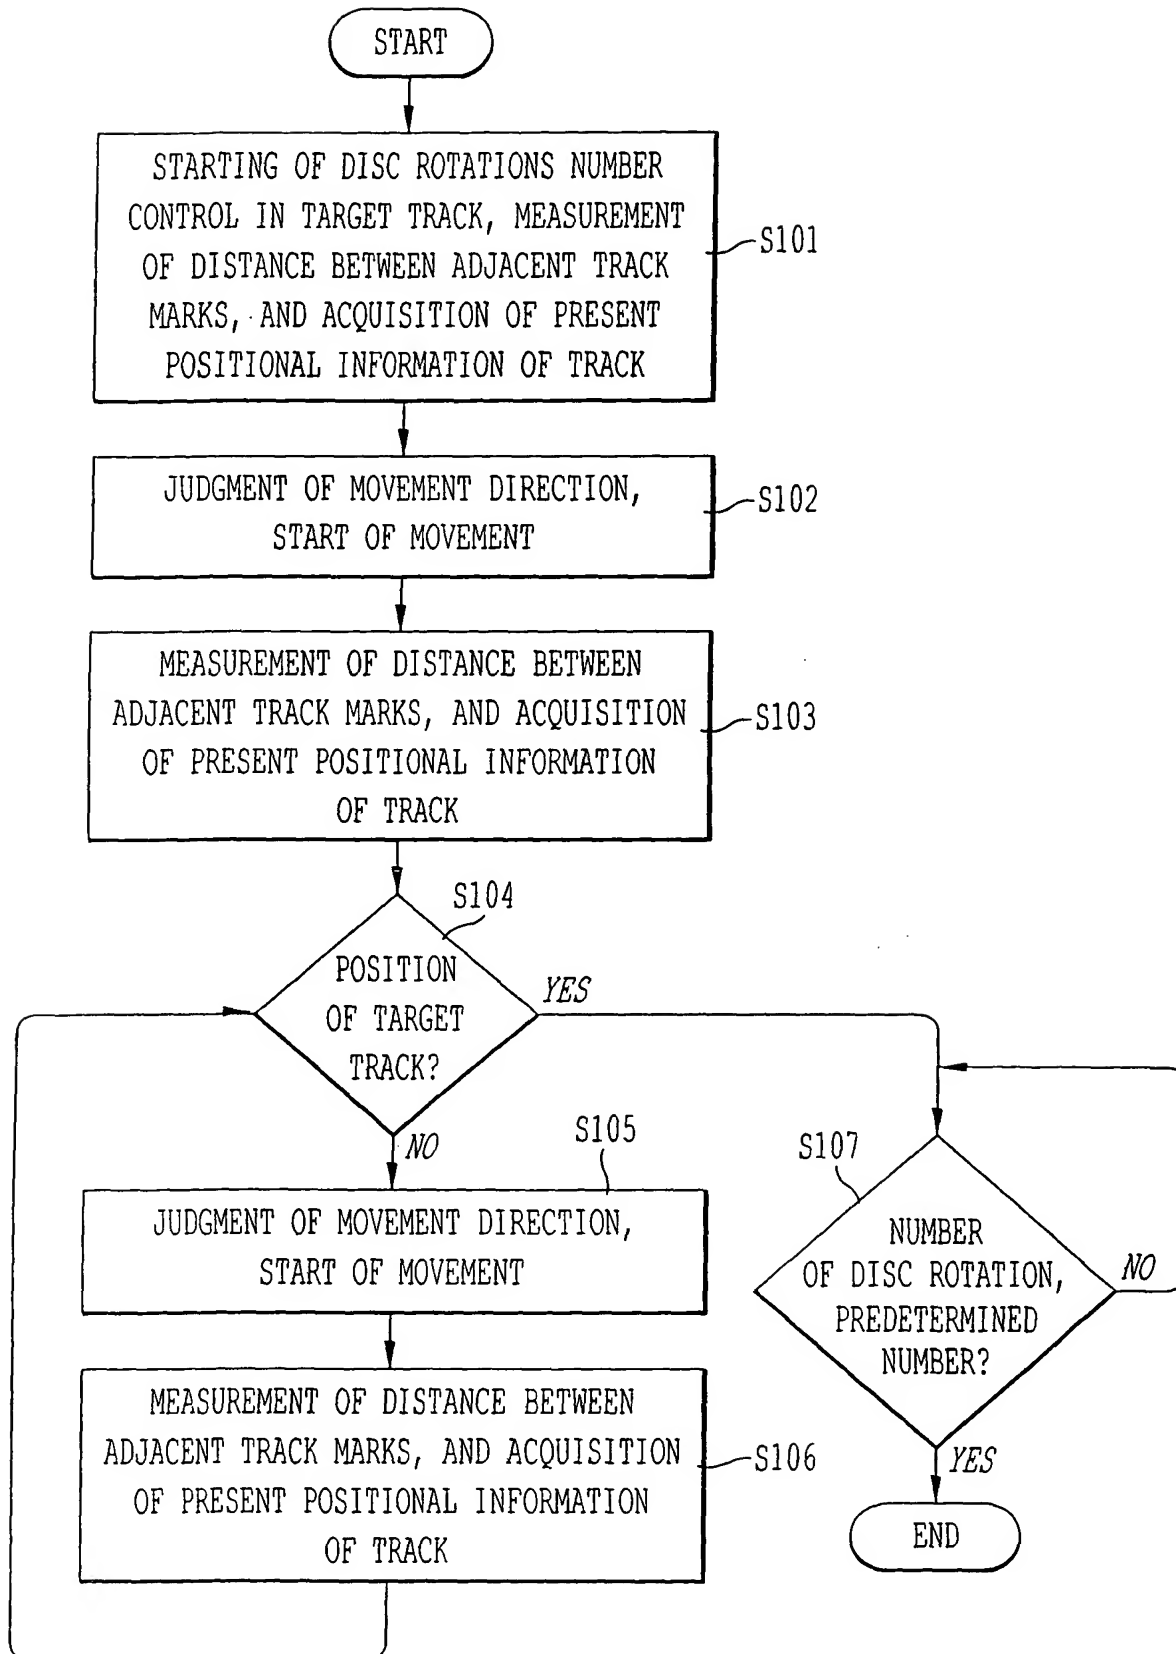 START
STARTING OF DISC ROTATIONS NUMBER
CONTROL IN TARGET TRACK, MEASUREMENT
OF DISTANCE BETWEEN ADJACENT TRACK
MARKS, AND ACQUISITION OF PRESENT
POSITIONAL INFORMATION OF TRACK
S101
JUDGMENT OF MOVEMENT DIRECTION,
START OF MOVEMENT
S102
MEASUREMENT OF DISTANCE BETWEEN
ADJACENT TRACK MARKS, AND ACQUISITION
OF PRESENT POSITIONAL INFORMATION
OF TRACK
S103
S104
POSITION
OF TARGET
TRACK?
YES
NO
S105
JUDGMENT OF MOVEMENT DIRECTION,
START OF MOVEMENT
MEASUREMENT OF DISTANCE BETWEEN
ADJACENT TRACK MARKS, AND ACQUISITION
OF PRESENT POSITIONAL INFORMATION
OF TRACK
S106
S107
NUMBER
OF DISC ROTATION,
PREDETERMINED
NUMBER?
NO
YES
END